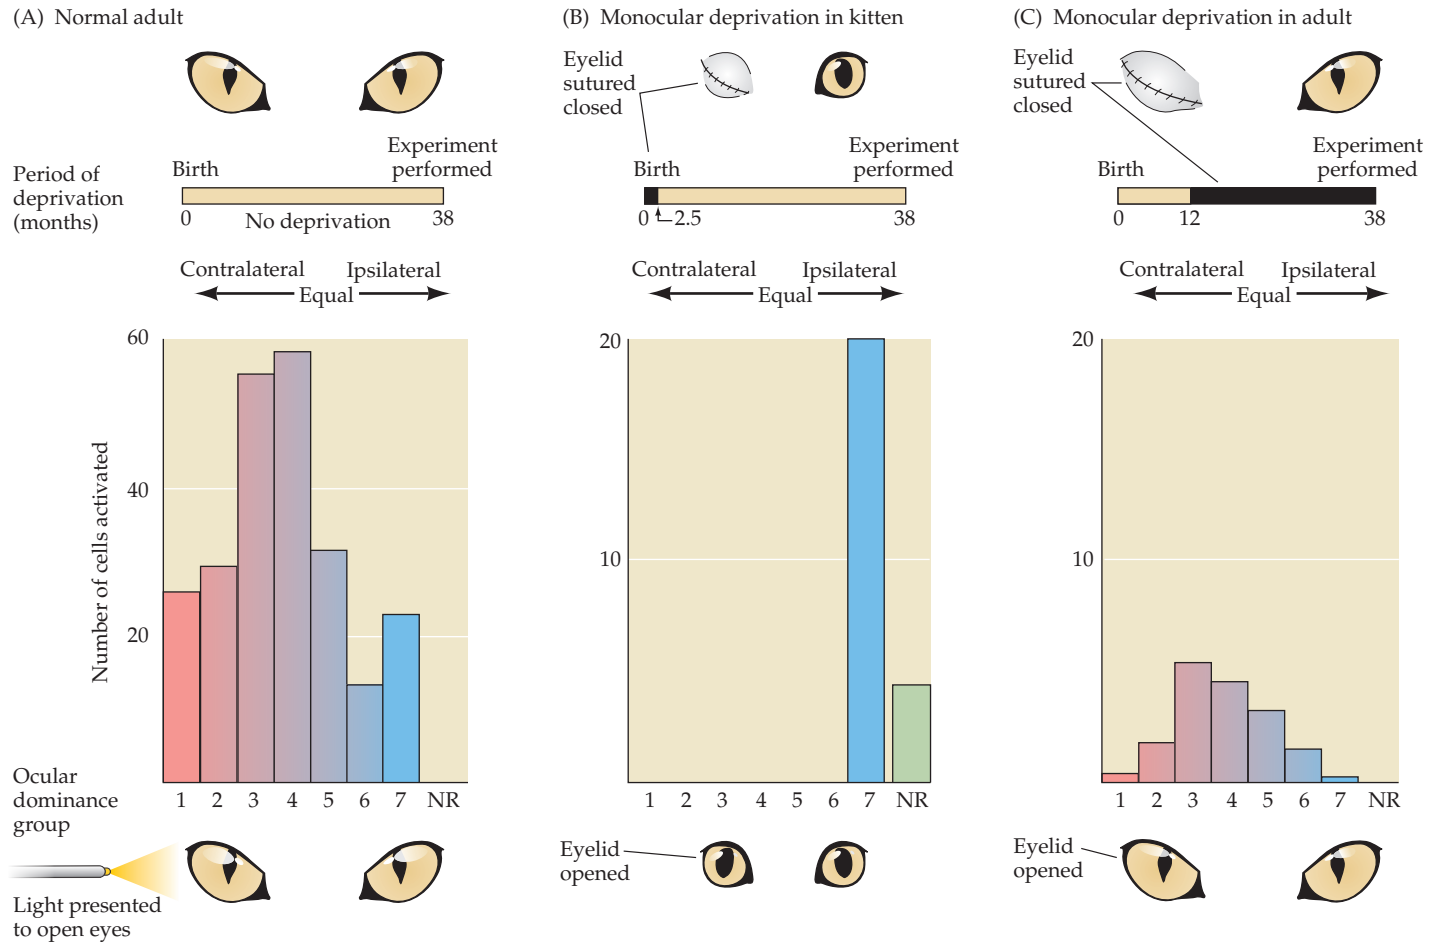 (A) Normal adult
Period of
deprivation
(months)
Birth
Experiment
performed
0
No deprivation
38
Contralateral
Ipsilateral
Equal
Number of cells activated
60
40
20
1 2 3 4 5 6 7 NR
Ocular
dominance
group
Light presented
to open eyes
(B) Monocular deprivation in kitten
Eyelid
sutured
closed
Birth
Experiment
performed
0
2.5
38
Contralateral
Ipsilateral
Equal
20
10
1 2 3 4 5 6 7 NR
Eyelid
opened
(C) Monocular deprivation in adult
Eyelid
sutured
closed
Birth
Experiment
performed
0
12
38
Contralateral
Ipsilateral
Equal
20
10
1 2 3 4 5 6 7 NR
Eyelid
opened